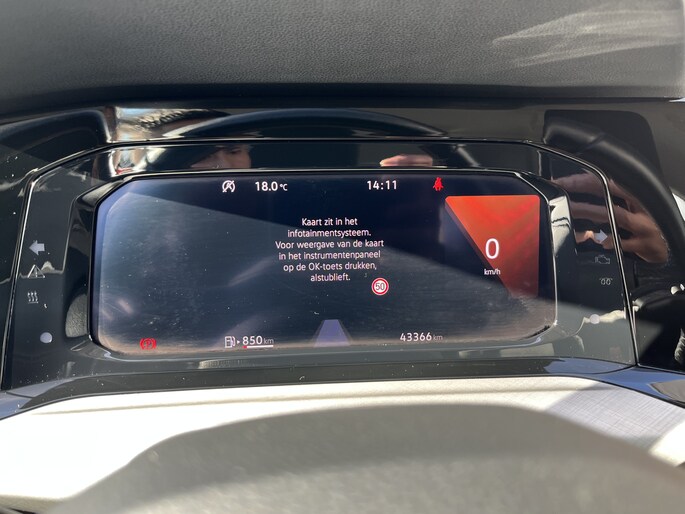 18.0 °C 14:11
Kaart zit in het
infotainmentsysteem.
Voor weergave van de kaart
in het instrumentenpaneel
op de OK-toets drukken,
alstublieft.
0
km/h
50
850 km
43366 km